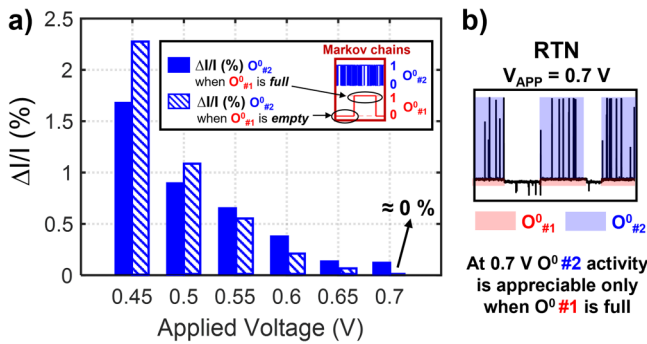 a)
2.5
2
1.5
1
0.5
0
ΔI/I (%)
0.45 0.5 0.55 0.6 0.65 0.7
Applied Voltage (V)
ΔI/I (%) O⁰#2
when O⁰#1 is full
ΔI/I (%) O⁰#2
when O⁰#1 is empty
Markov chains
1
0
O⁰#2
1
0
O⁰#1
≈ 0 %
b)
RTN
VAPP = 0.7 V
O⁰#1 O⁰#2
At 0.7 V O⁰ #2 activity
is appreciable only
when O⁰ #1 is full